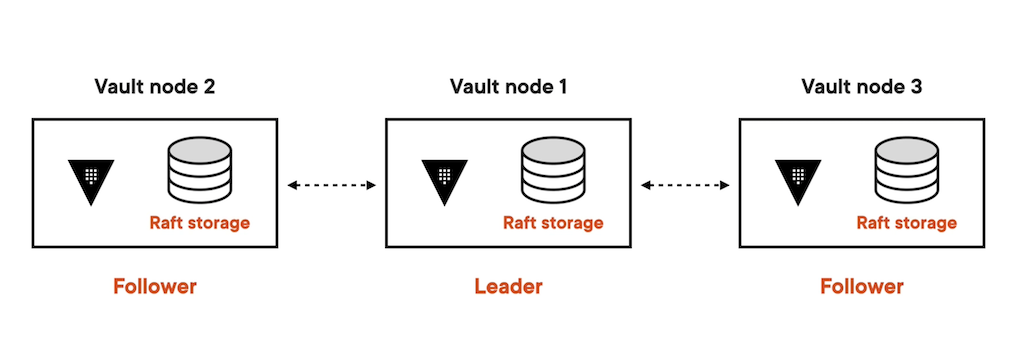 Vault node 2
Vault node 1
Vault node 3
Raft storage
Raft storage
Raft storage
Follower
Leader
Follower